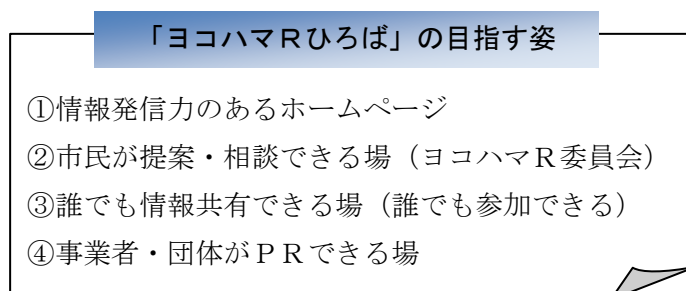 「ヨコハマＲひろば」の目指す姿
①情報発信力のあるホームページ
②市民が提案・相談できる場（ヨコハマＲ委員会）
③誰でも情報共有できる場（誰でも参加できる）
④事業者・団体がＰＲできる場